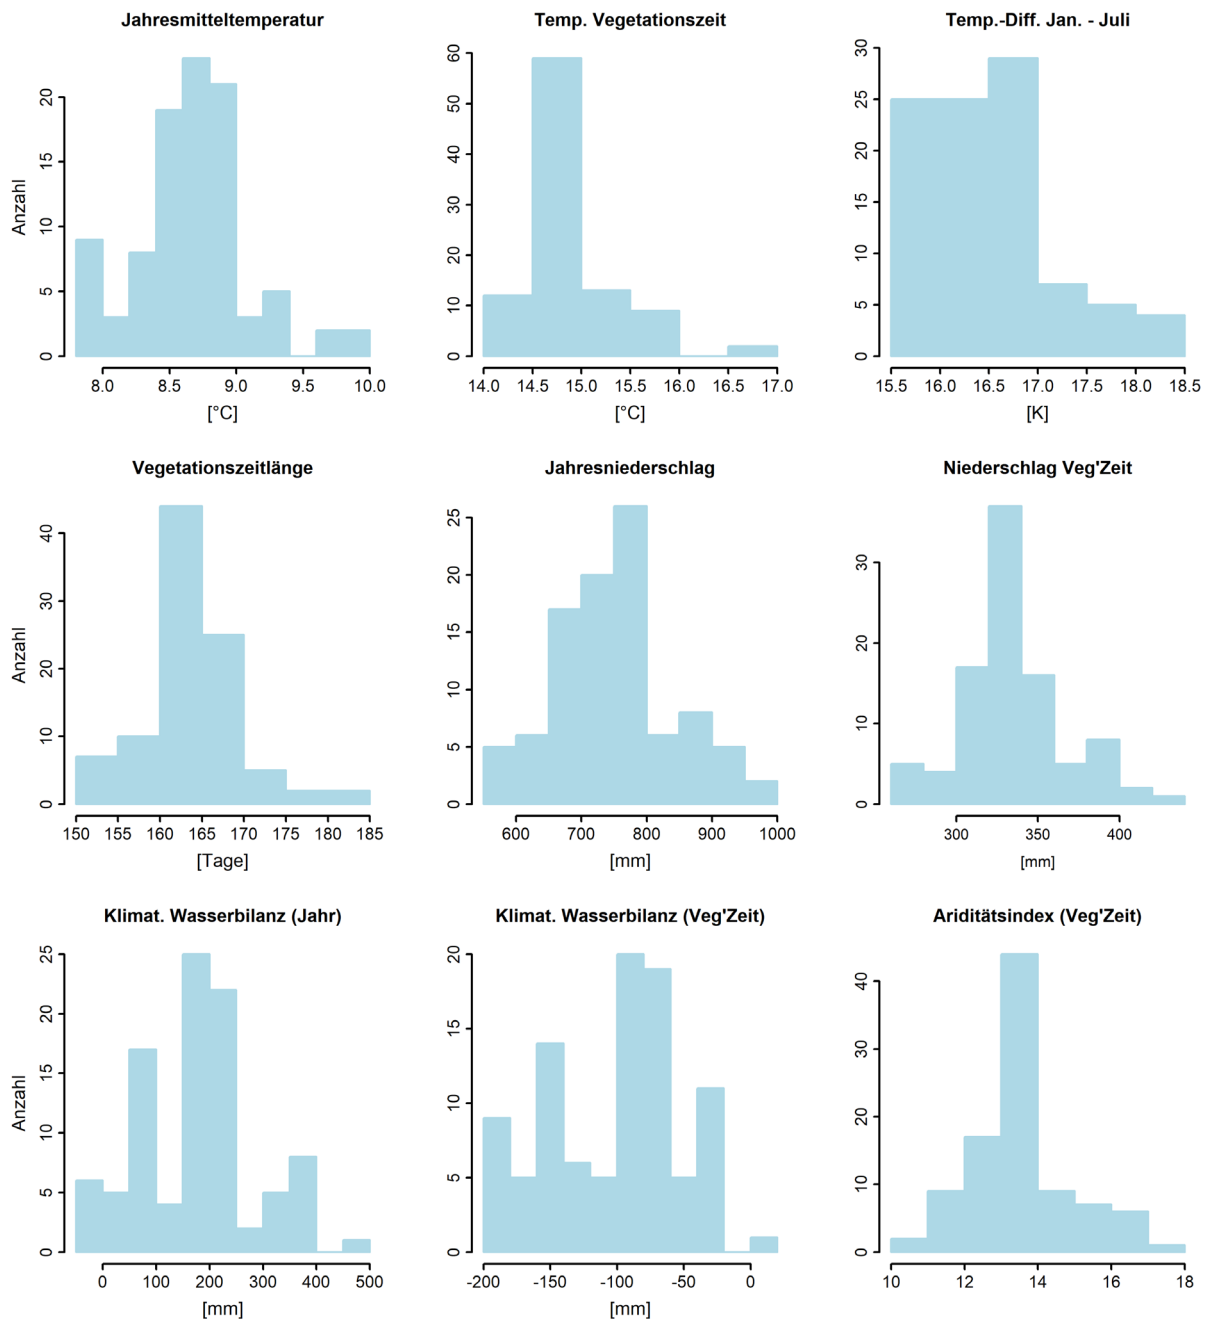 Jahresmitteltemperatur
Anzahl
0 5 10 15 20
8.0 8.5 9.0 9.5 10.0
[°C]
Temp. Vegetationszeit
0 10 20 30 40 50 60
14.0 14.5 15.0 15.5 16.0 16.5 17.0
[°C]
Temp.-Diff. Jan. - Juli
0 5 10 15 20 25 30
15.5 16.0 16.5 17.0 17.5 18.0 18.5
[K]
Vegetationszeitlänge
Anzahl
0 10 20 30 40
150 155 160 165 170 175 180 185
[Tage]
Jahresniederschlag
0 5 10 15 20 25
600 700 800 900 1000
[mm]
Niederschlag Veg'Zeit
0 10 20 30
300 350 400
[mm]
Klimat. Wasserbilanz (Jahr)
Anzahl
0 5 10 15 20 25
0 100 200 300 400 500
[mm]
Klimat. Wasserbilanz (Veg'Zeit)
0 5 10 15 20
-200 -150 -100 -50 0
[mm]
Ariditätsindex (Veg'Zeit)
0 10 20 30 40
10 12 14 16 18